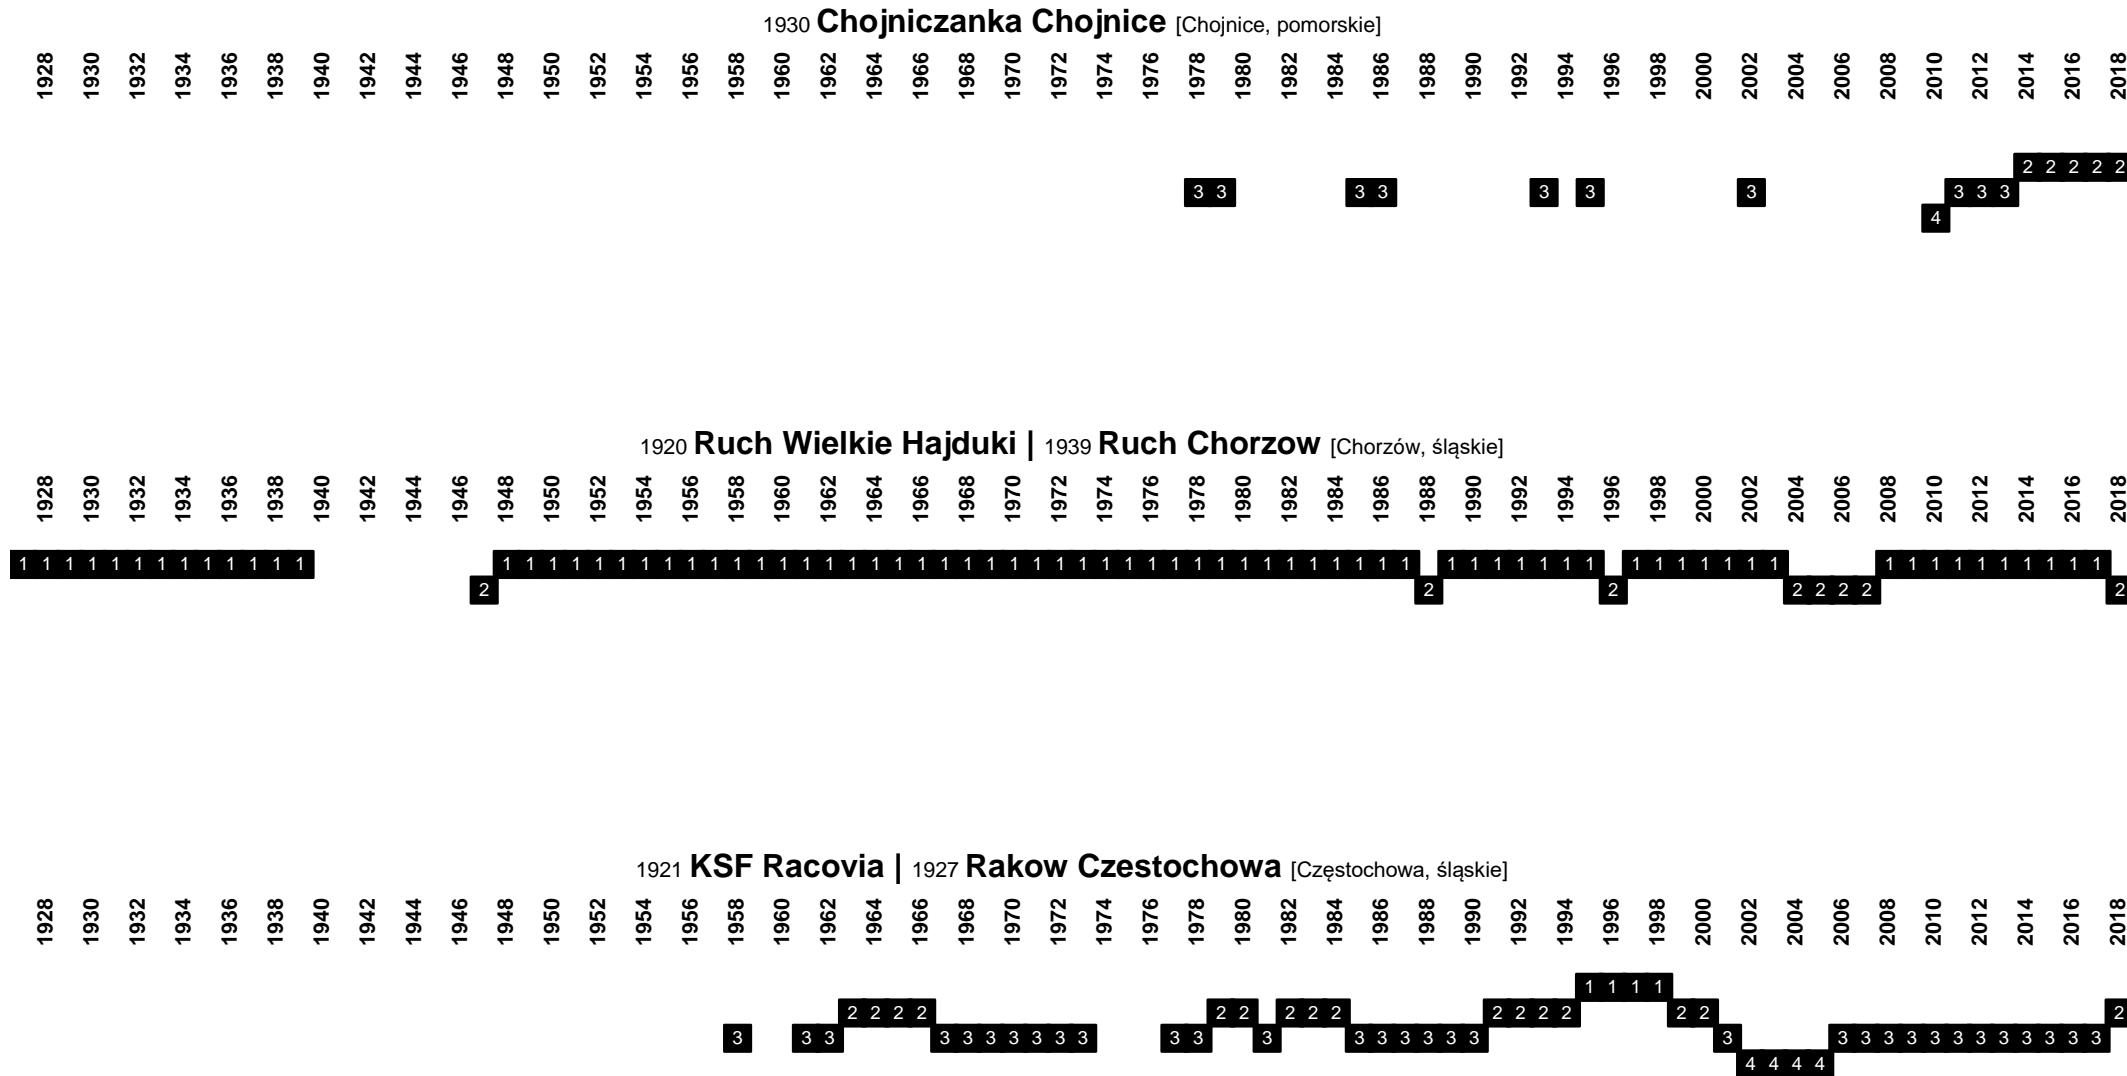 1930 Chojniczanka Chojnice [Chojnice, pomorskie]
1928 1930 1932 1934 1936 1938 1940 1942 1944 1946 1948 1950 1952 1954 1956 1958 1960 1962 1964 1966 1968 1970 1972 1974 1976 1978 1980 1982 1984 1986 1988 1990 1992 1994 1996 1998 2000 2002 2004 2006 2008 2010 2012 2014 2016 2018
2 2 2 2 2
3 3 3 3 3 3 3 3 3 3
4
1920 Ruch Wielkie Hajduki | 1939 Ruch Chorzow [Chorzów, śląskie]
1928 1930 1932 1934 1936 1938 1940 1942 1944 1946 1948 1950 1952 1954 1956 1958 1960 1962 1964 1966 1968 1970 1972 1974 1976 1978 1980 1982 1984 1986 1988 1990 1992 1994 1996 1998 2000 2002 2004 2006 2008 2010 2012 2014 2016 2018
1 1 1 1 1 1 1 1 1 1 1 1 1 1 1 1 1 1 1 1 1 1 1 1 1 1 1 1 1 1 1 1 1 1 1 1 1 1 1 1 1 1 1 1 1 1 1 1 1 1 1 1 1 1 1 1 1 1 1 1 1 1 1 1 1 1 1 1 1 1 1 1 1 1 1 1 1
2 2 2 2 2 2 2 2
1921 KSF Racovia | 1927 Rakow Czestochowa [Częstochowa, śląskie]
1928 1930 1932 1934 1936 1938 1940 1942 1944 1946 1948 1950 1952 1954 1956 1958 1960 1962 1964 1966 1968 1970 1972 1974 1976 1978 1980 1982 1984 1986 1988 1990 1992 1994 1996 1998 2000 2002 2004 2006 2008 2010 2012 2014 2016 2018
1 1 1 1
2 2 2 2 2 2 2 2 2 2 2 2 2 2 2 2
3 3 3 3 3 3 3 3 3 3 3 3 3 3 3 3 3 3 3 3 3 3 3 3 3 3 3 3 3 3 3 3
4 4 4 4